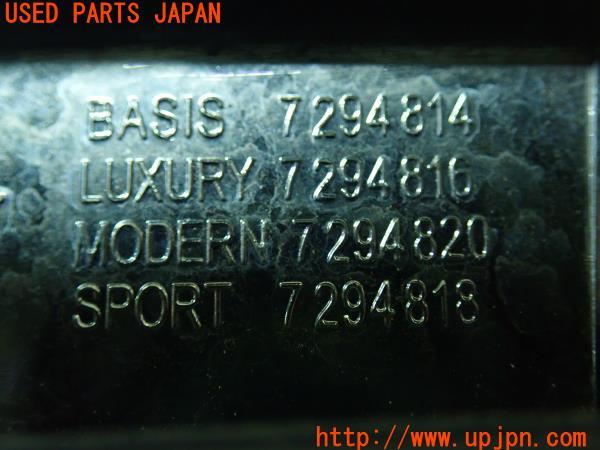 USED PARTS JAPAN
BASIS 7294814
LUXURY 7294816
MODERN 7294820
SPORT 7294818
http://www.upjpn.com/